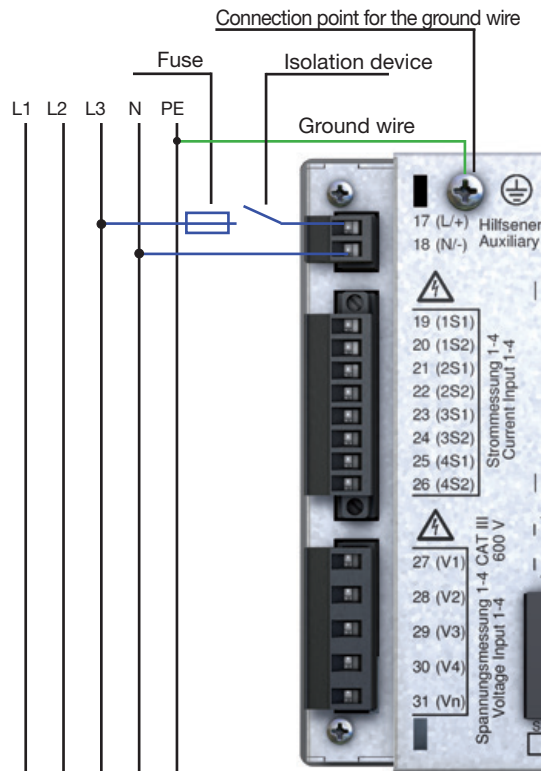 Connection point for the ground wire
Fuse
Isolation device
L1 L2 L3 N PE
Ground wire
17 (L/+)
18 (N/-)
Auxiliary
19 (1S1)
20 (1S2)
21 (2S1)
22 (2S2)
23 (3S1)
24 (3S2)
25 (4S1)
26 (4S2)
Strommessung 1-4
Current Input 1-4
27 (V1)
28 (V2)
29 (V3)
30 (V4)
31 (Vn)
Spannungsmessung 1-4 CAT III
Voltage Input 1-4
600 V